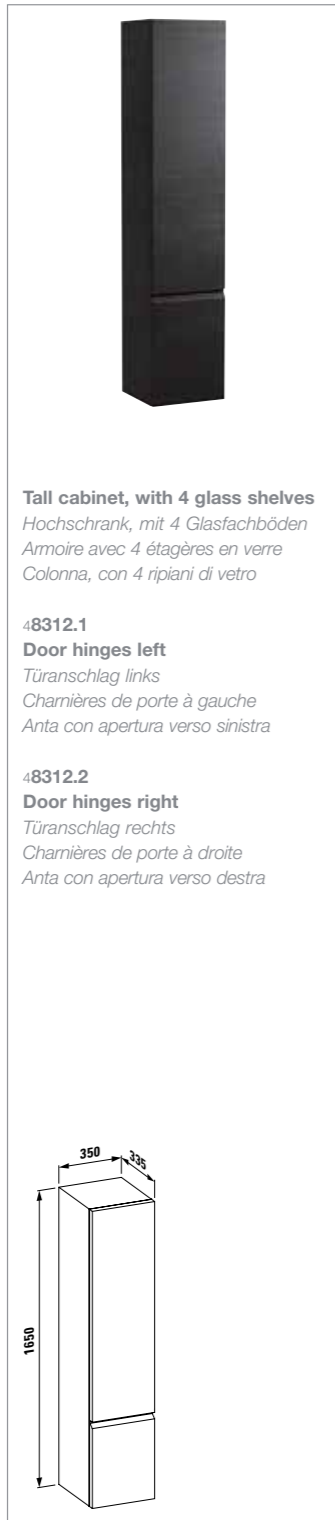 Tall cabinet, with 4 glass shelves
Hochschrank, mit 4 Glasfachböden
Armoire avec 4 étagères en verre
Colonna, con 4 ripiani di vetro
48312.1
Door hinges left
Türanschlag links
Charnières de porte à gauche
Anta con apertura verso sinistra
48312.2
Door hinges right
Türanschlag rechts
Charnières de porte à droite
Anta con apertura verso destra
350
335
1650